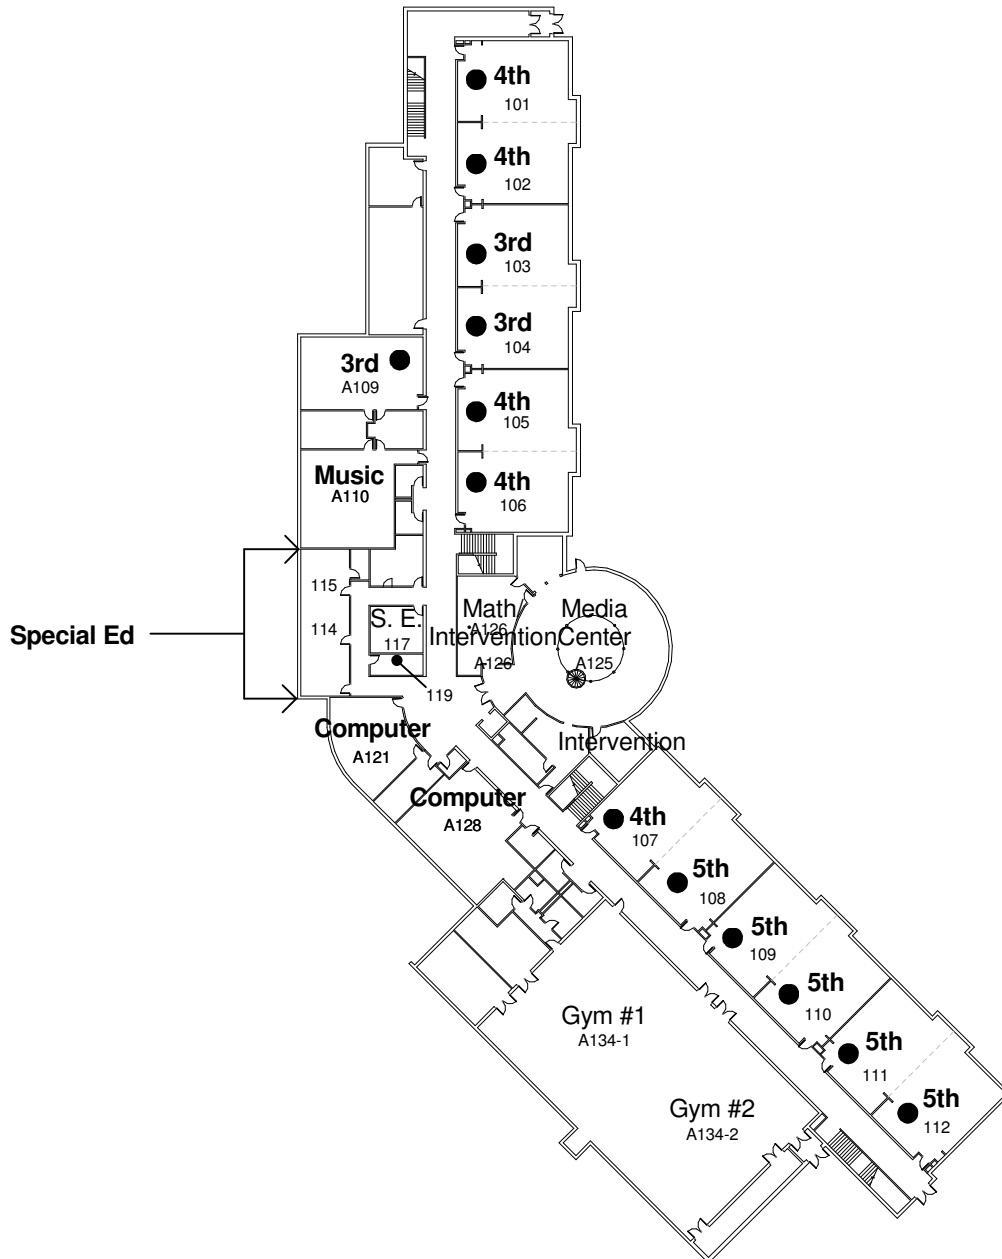 4th
101
4th
102
3rd
103
3rd
104
3rd
A109
4th
105
4th
106
Music
A110
115
114
Special Ed
S. E.
117
119
Math
A126
Intervention
A126
Media
Center
A125
Intervention
Computer
A121
Computer
A128
4th
107
5th
108
5th
109
5th
110
5th
111
5th
112
Gym #1
A134-1
Gym #2
A134-2